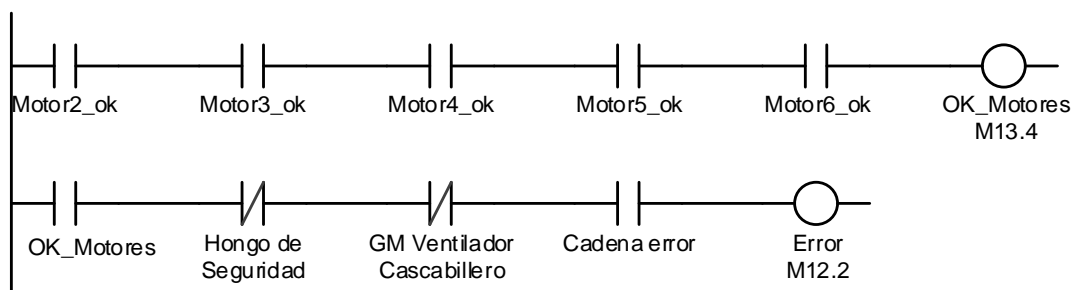 Motor2_ok Motor3_ok Motor4_ok Motor5_ok Motor6_ok OK_Motores
M13.4
OK_Motores Hongo de GM Ventilador Cadena error Error
Seguridad Cascabillero M12.2